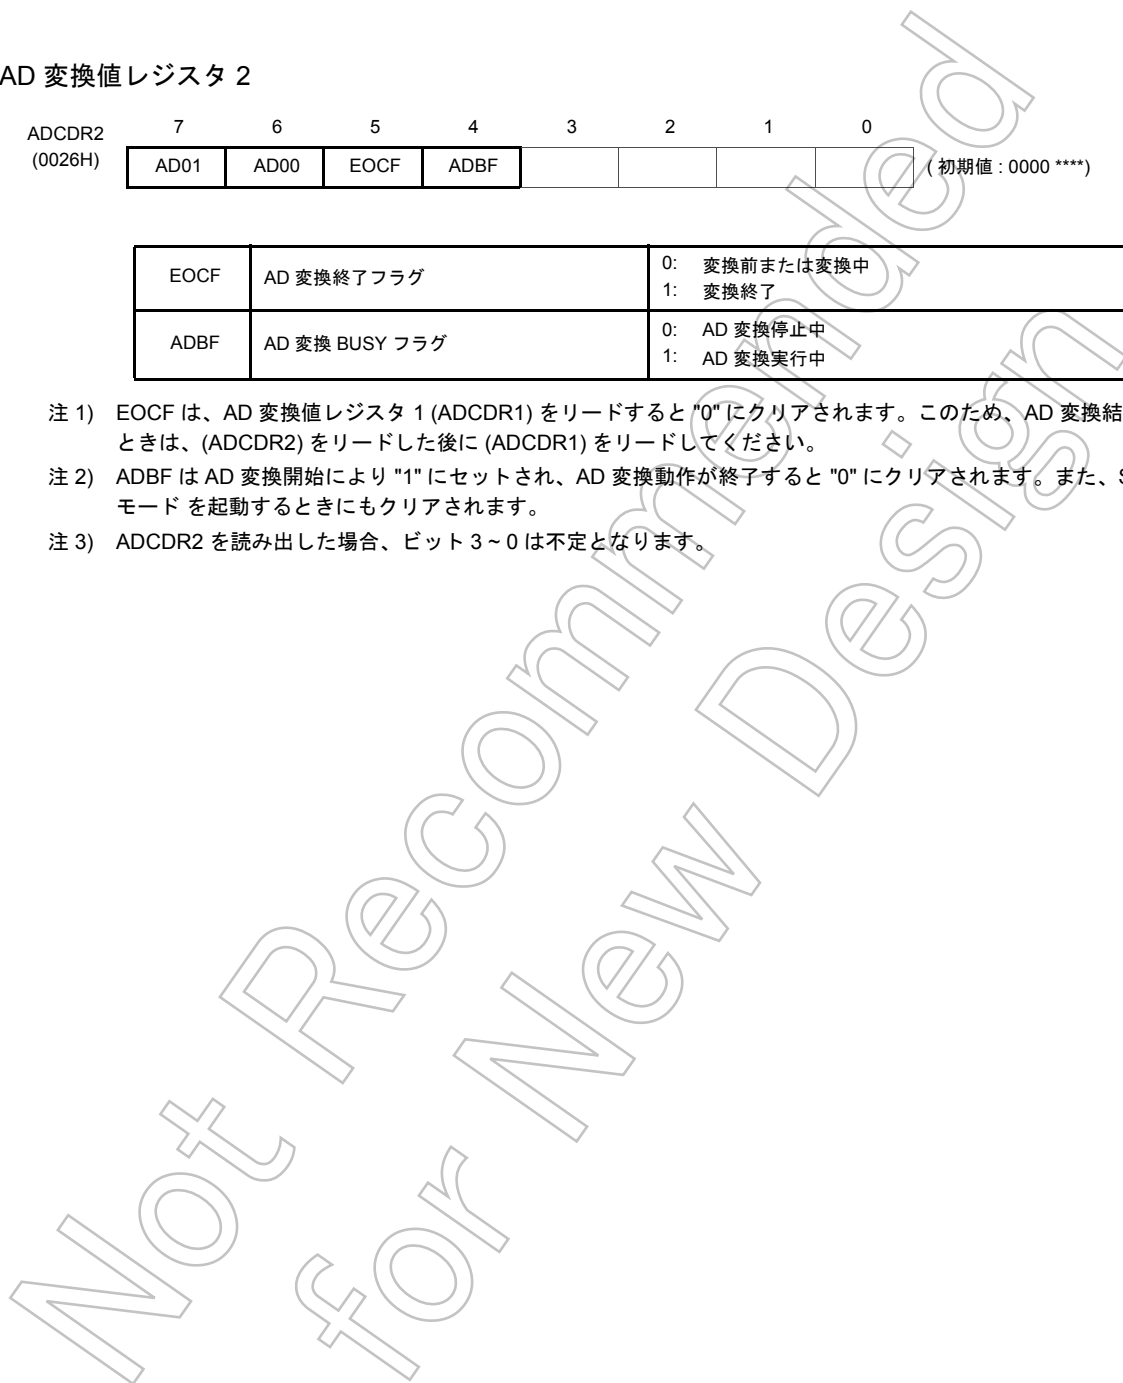 AD 変換値レジスタ 2
ADCDR2
(0026H)
7 6 5 4 3 2 1 0
AD01 AD00 EOCF ADBF
( 初期値 : 0000 ****)
EOCF AD 変換終了フラグ 0: 変換前または変換中
1: 変換終了
ADBF AD 変換 BUSY フラグ 0: AD 変換停止中
1: AD 変換実行中
注 1) EOCF は、AD 変換値レジスタ 1 (ADCDR1) をリードすると "0" にクリアされます。このため、AD 変換結
ときは、(ADCDR2) をリードした後に (ADCDR1) をリードしてください。
注 2) ADBF は AD 変換開始により "1" にセットされ、AD 変換動作が終了すると "0" にクリアされます。また、S
モード を起動するときにもクリアされます。
注 3) ADCDR2 を読み出した場合、ビット 3 ~ 0 は不定となります。
Not Recommended
for New Design